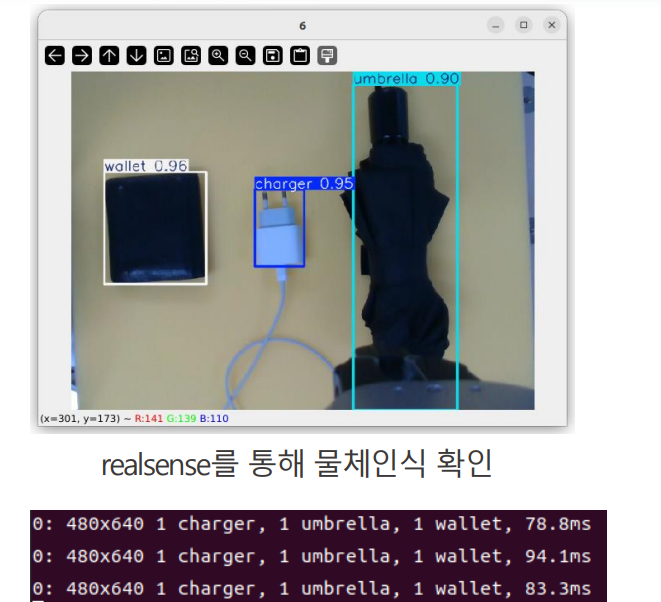 6
umbrella 0.90
wallet 0.96
charger 0.95
(x=301, y=173) ~ R:141 G:139 B:110
realsense를 통해 물체인식 확인
0: 480x640 1 charger, 1 umbrella, 1 wallet, 78.8ms
0: 480x640 1 charger, 1 umbrella, 1 wallet, 94.1ms
0: 480x640 1 charger, 1 umbrella, 1 wallet, 83.3ms